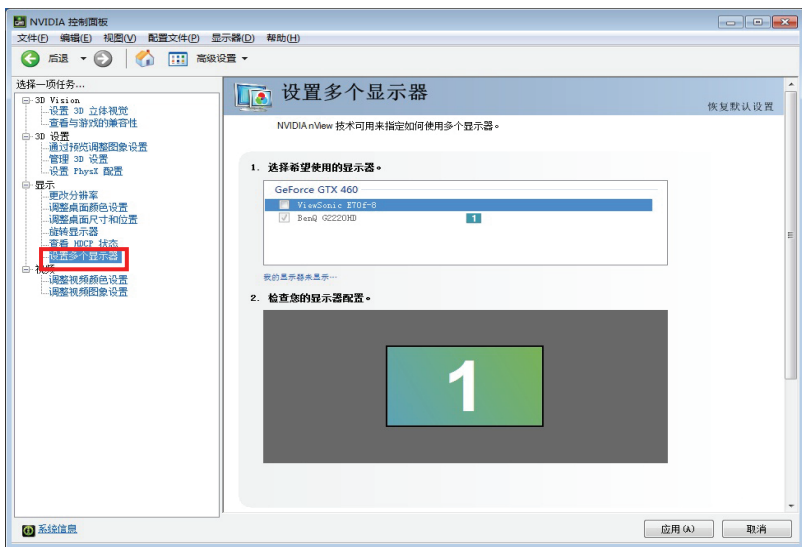 NVIDIA 控制面板
文件(F) 编辑(E) 视图(V) 配置文件(P) 显示器(D) 帮助(H)
后退 高级设置
选择一项任务...
3D Vision
设置 3D 立体视觉
查看与游戏的兼容性
3D 设置
通过预览调整图象设置
管理 3D 设置
设置 PhysX 配置
显示
更改分辨率
调整桌面颜色设置
调整桌面尺寸和位置
旋转显示器
查看 HDCP 状态
设置多个显示器
视频
调整视频颜色设置
调整视频图象设置
系统信息
设置多个显示器
恢复默认设置
NVIDIA nView 技术可用来指定如何使用多个显示器。
1. 选择希望使用的显示器。
GeForce GTX 460
ViewSonic E70f-8
BenQ G2220HD 1
我的显示器未显示...
2. 检查您的显示器配置。
1
应用(A) 取消